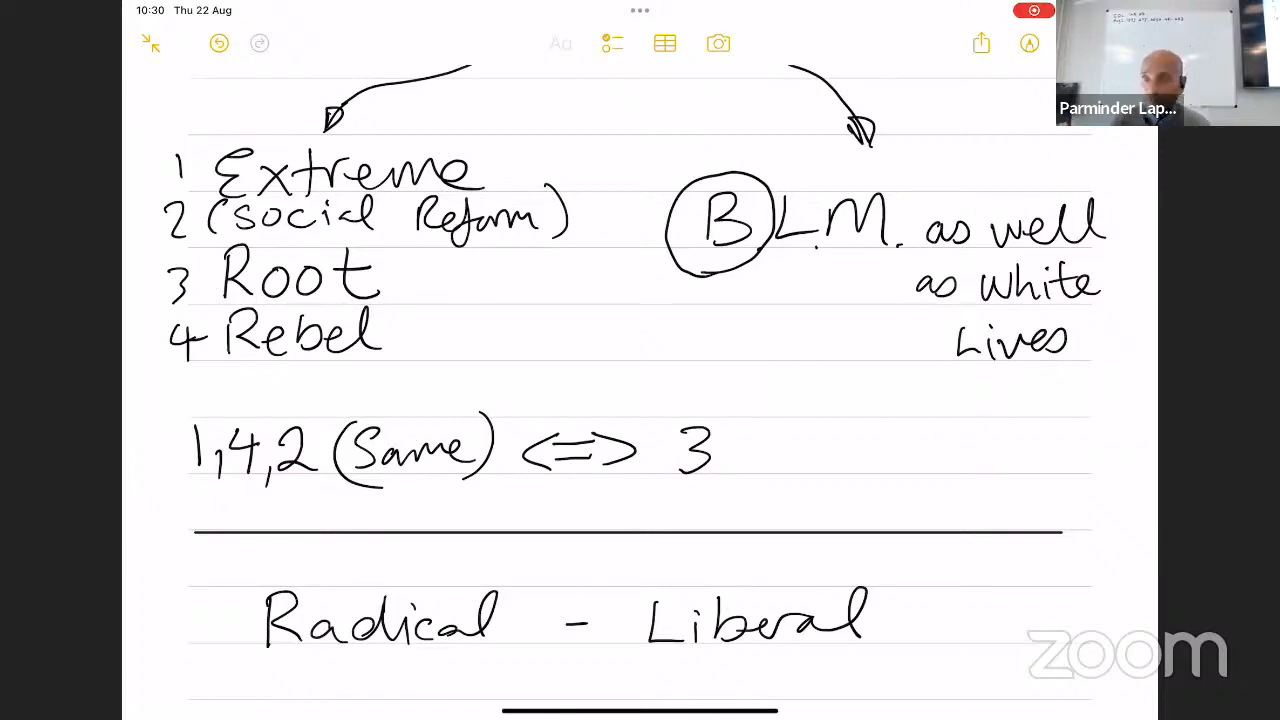 10:30 Thu 22 Aug
Aa
Parminder Lap...
1 Extreme
2 (Social Reform)
3 Root
4 Rebel
B L.M. as well
as white
Lives
1,4,2 (Same) <=> 3
Radical - Liberal
zoom